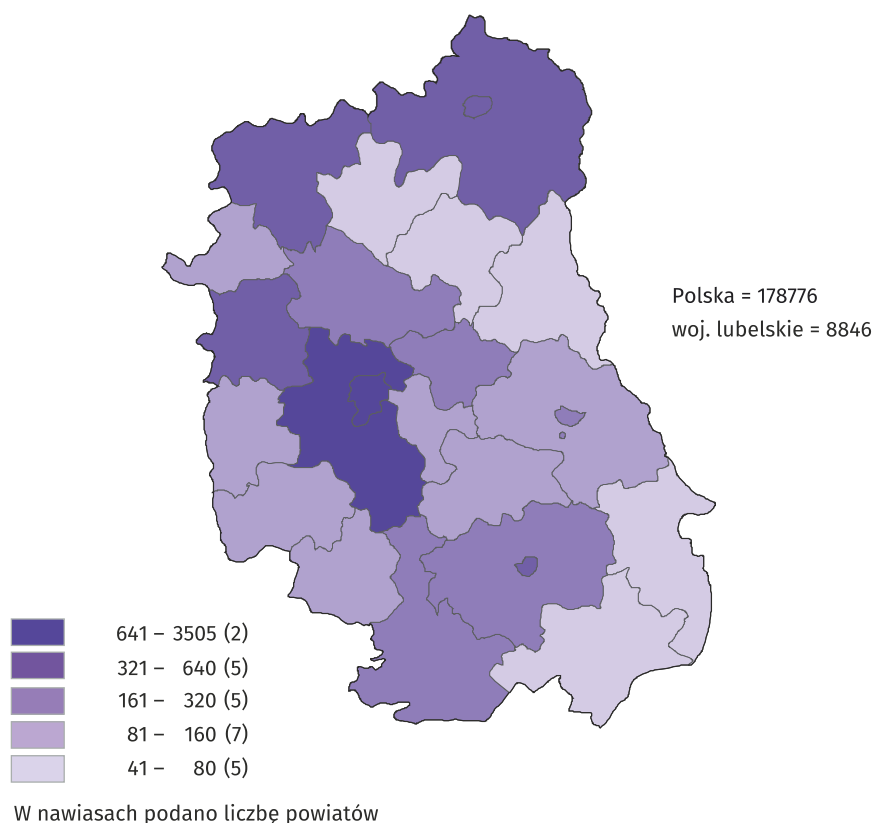 Polska = 178776
woj. lubelskie = 8846
641 – 3505 (2)
321 – 640 (5)
161 – 320 (5)
81 – 160 (7)
41 – 80 (5)
W nawiasach podano liczbę powiatów